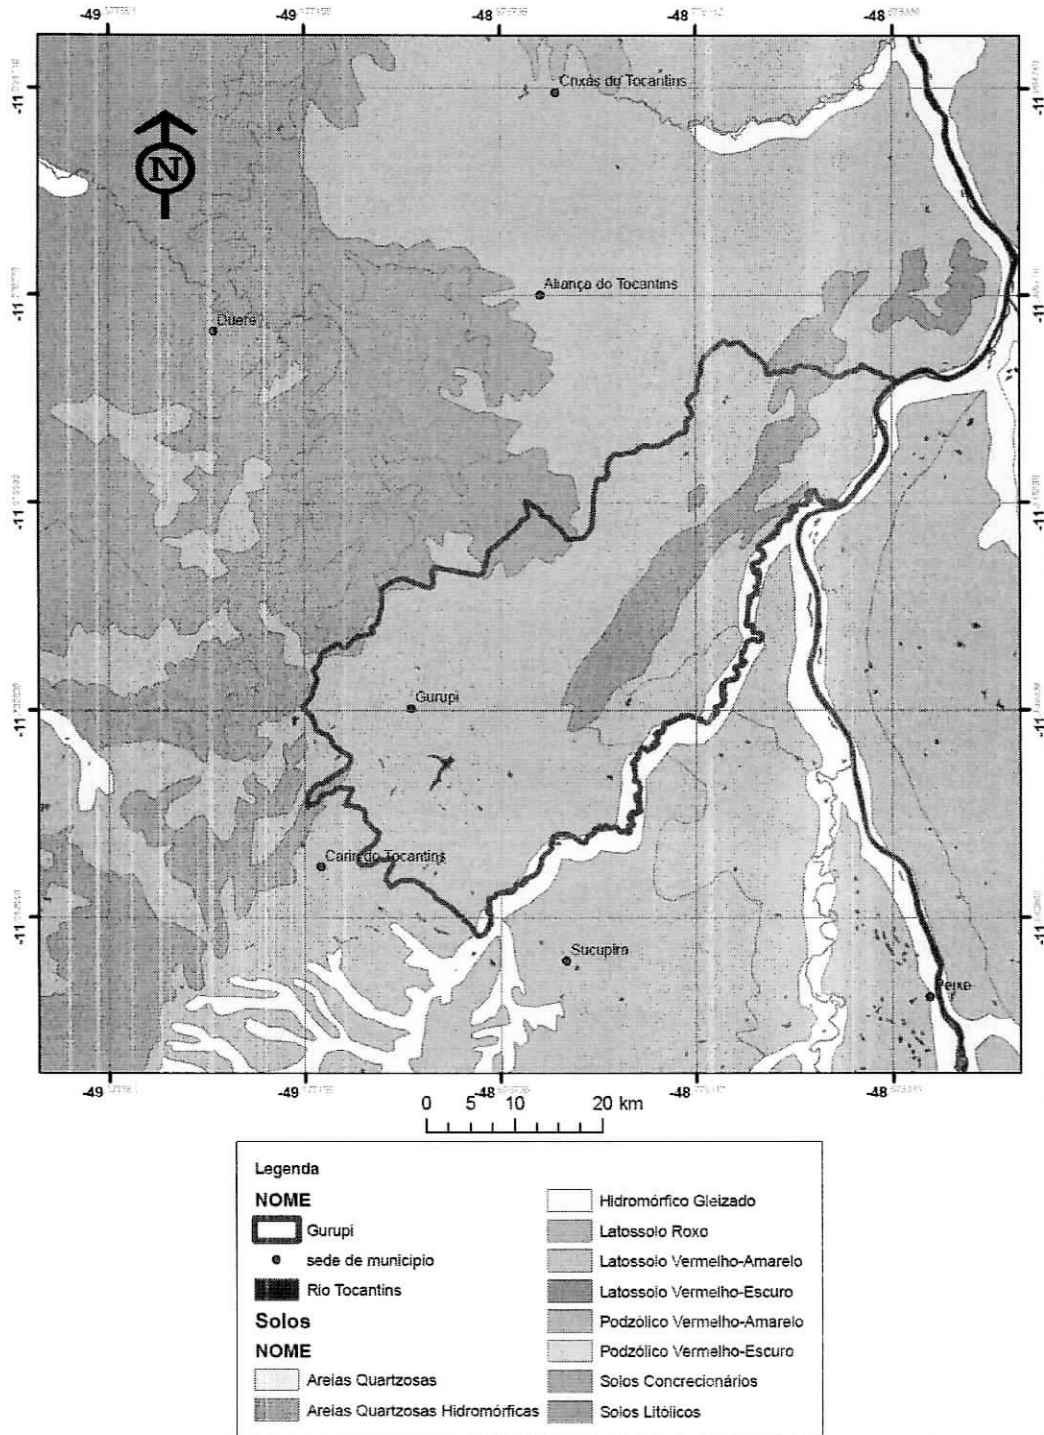 -49
-49
-48
-48
-48
-11
-11
Crixás do Tocantins
N
-11
-11
Aliança do Tocantins
Dueré
-11
-11
-11
-11
Gurupi
Cariri do Tocantins
-11
-11
Sucupira
Peixe
-49
-49
-48
-48
-48
0 5 10 20 km
Legenda
NOME
Gurupi
sede de município
Rio Tocantins
Solos
NOME
Areias Quartzosas
Areias Quartzosas Hidromórficas
Hidromórfico Gleizado
Latossolo Roxo
Latossolo Vermelho-Amarelo
Latossolo Vermelho-Escuro
Podzólico Vermelho-Amarelo
Podzólico Vermelho-Escuro
Solos Concrecionários
Solos Litólicos